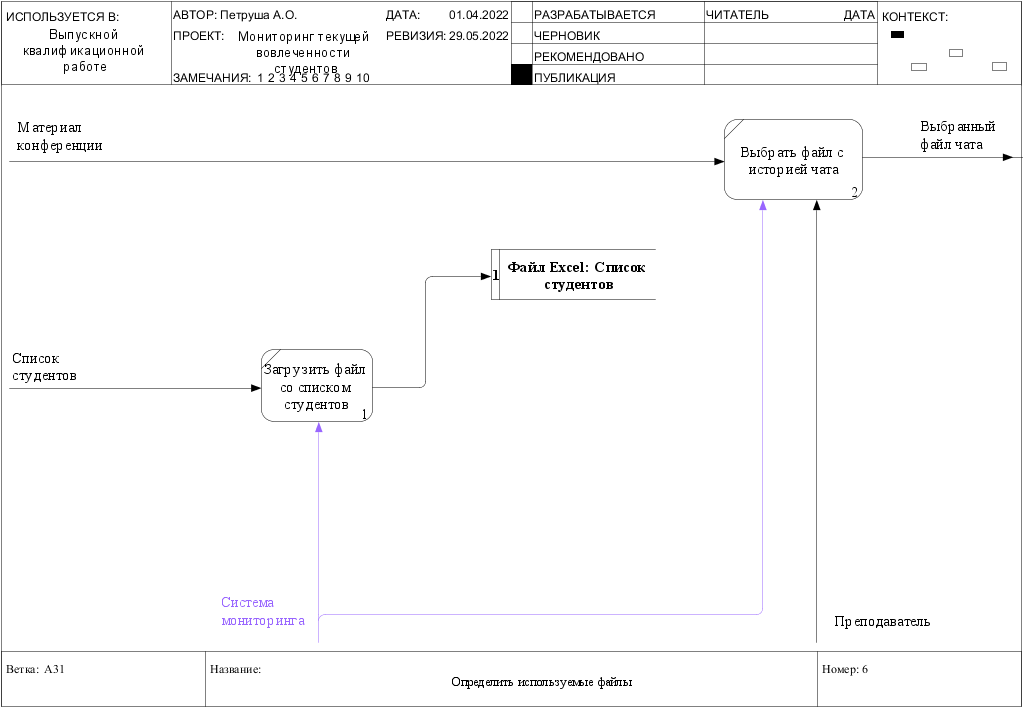 ИСПОЛЬЗУЕТСЯ В:
Выпускной
квалификационной
работе
АВТОР: Петруша А.О.
ДАТА: 01.04.2022
ПРОЕКТ: Мониторинг текущей
вовлеченности
студентов
РЕВИЗИЯ: 29.05.2022
ЗАМЕЧАНИЯ: 1 2 3 4 5 6 7 8 9 10
РАЗРАБАТЫВАЕТСЯ
ЧЕРНОВИК
РЕКОМЕНДОВАНО
ПУБЛИКАЦИЯ
ЧИТАТЕЛЬ ДАТА
КОНТЕКСТ:
Материал
конференции
Выбрать файл с
историей чата
2
Выбранный
файл чата
1
Файл Excel: Список
студентов
Список
студентов
Загрузить файл
со списком
студентов
1
Система
мониторинга
Преподаватель
Ветка: A31
Название:
Определить используемые файлы
Номер: 6